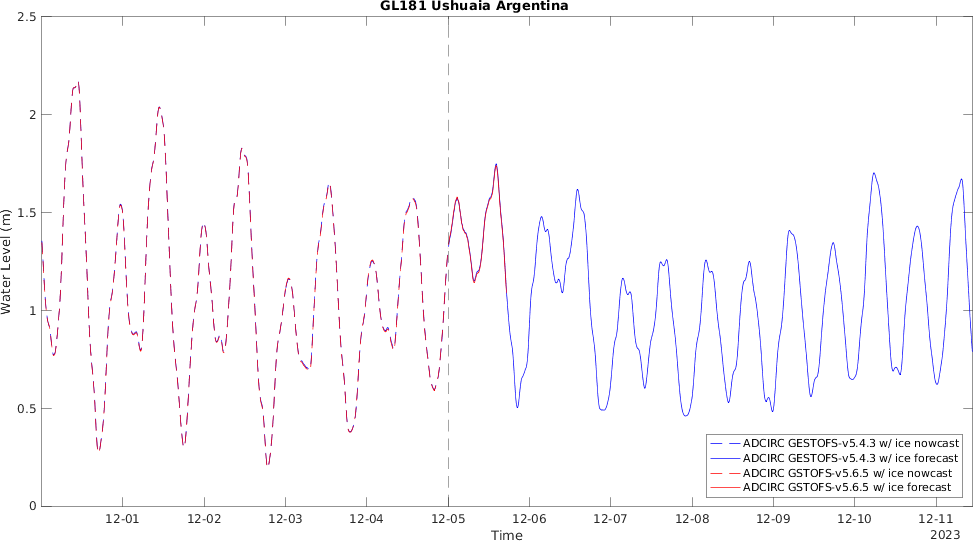 GL181 Ushuaia Argentina
2.5
2
1.5
1
0.5
0
Water Level (m)
12-01 12-02 12-03 12-04 12-05 12-06 12-07 12-08 12-09 12-10 12-11
2023
Time
ADCIRC GESTOFS-v5.4.3 w/ ice nowcast
ADCIRC GESTOFS-v5.4.3 w/ ice forecast
ADCIRC GSTOFS-v5.6.5 w/ ice nowcast
ADCIRC GSTOFS-v5.6.5 w/ ice forecast